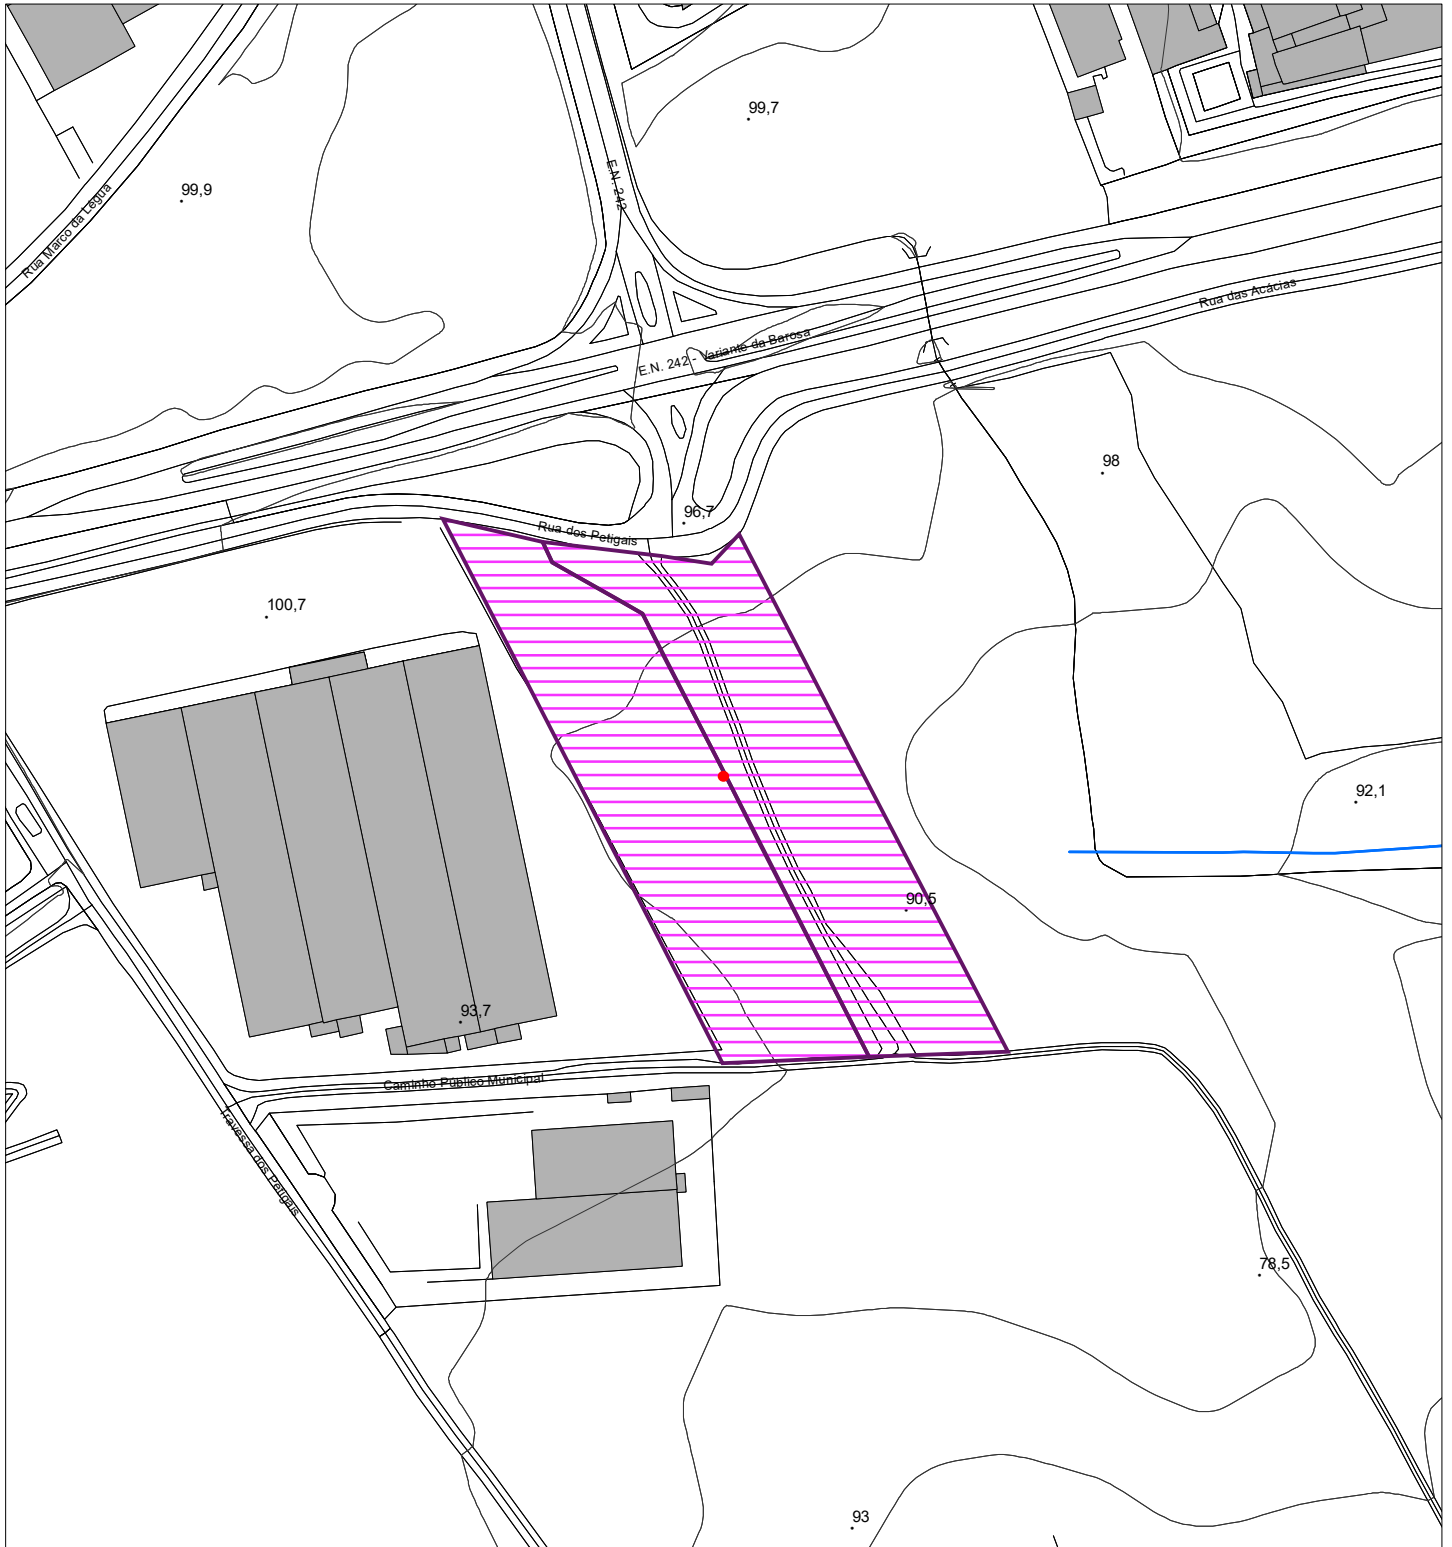 99,7
99,9
E.N. 242
Rua Marco da Légua
Rua das Acácias
E.N. 242 - Variante da Barosa
98
96,7
Rua dos Petigais
100,7
92,1
90,5
93,7
Caminho Público Municipal
Travessa dos Petigais
78,5
93